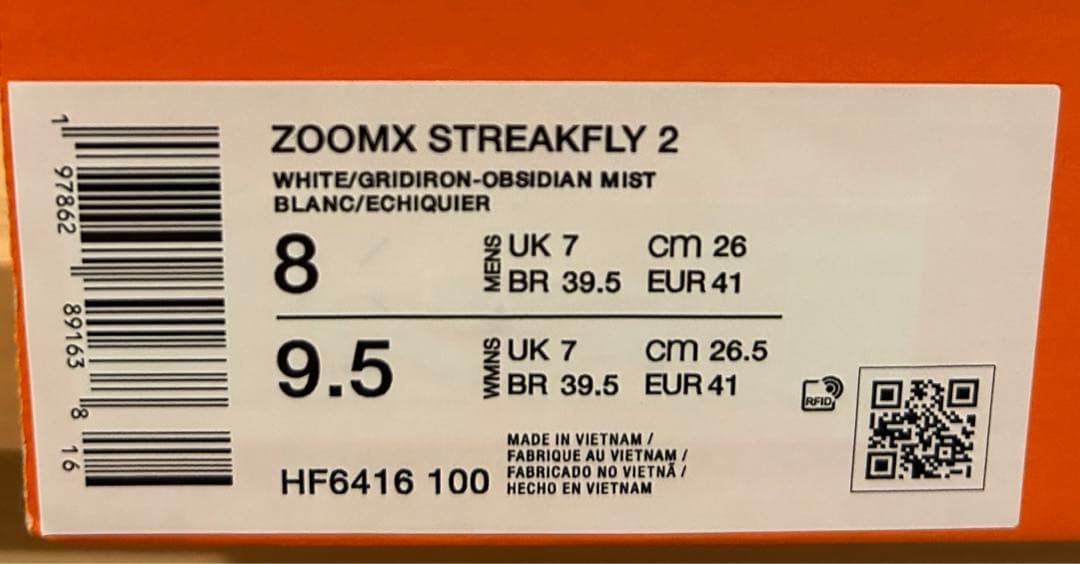 1 97862 89163 8 16
ZOOMX STREAKFLY 2
WHITE/GRIDIRON-OBSIDIAN MIST
BLANC/ECHIQUIER
8 MENS UK 7 cm 26
BR 39.5 EUR 41
9.5 WMNS UK 7 cm 26.5
BR 39.5 EUR 41
RFID
HF6416 100
MADE IN VIETNAM /
FABRIQUE AU VIETNAM /
FABRICADO NO VIETNÃ /
HECHO EN VIETNAM